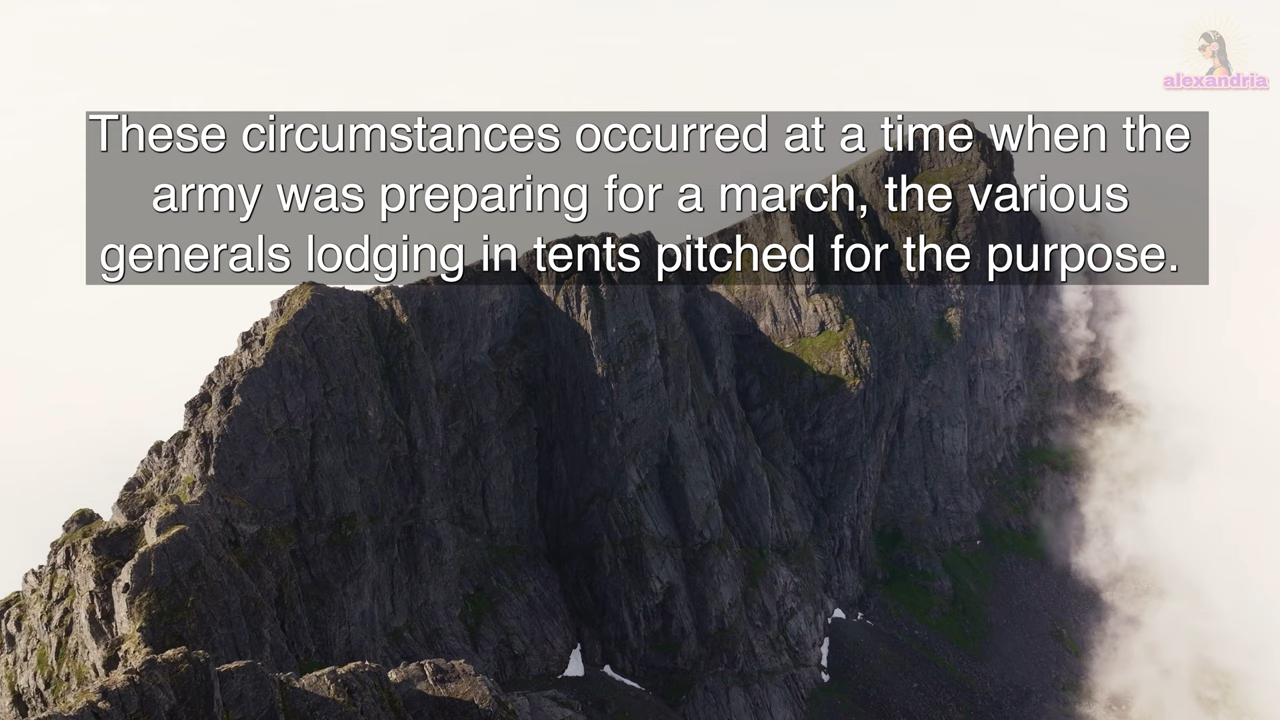 alexandria
These circumstances occurred at a time when the
army was preparing for a march, the various
generals lodging in tents pitched for the purpose.